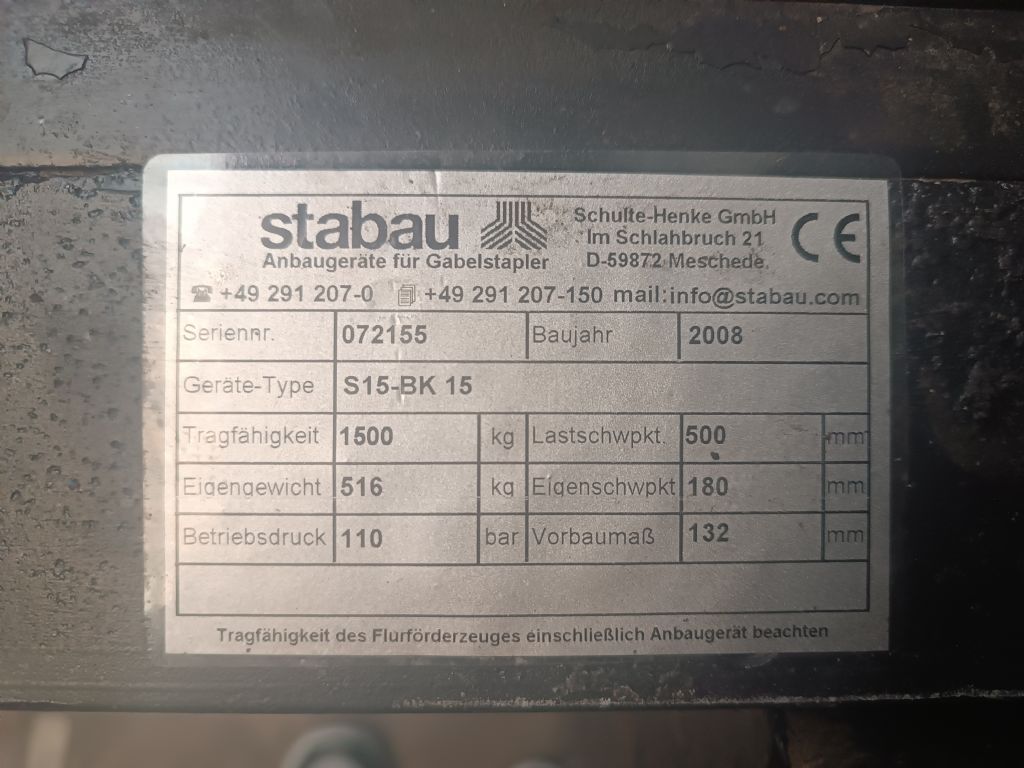 stabau
Anbaugeräte für Gabelstapler
Schulte-Henke GmbH
Im Schlahbruch 21
D-59872 Meschede
CE
+49 291 207-0 +49 291 207-150 mail:info@stabau.com
Seriennr. 072155 Baujahr 2008
Geräte-Type S15-BK 15
Tragfähigkeit 1500 kg Lastschwpkt. 500 mm
Eigengewicht 516 kg Eigenschwpkt 180 mm
Betriebsdruck 110 bar Vorbaumaß 132 mm
Tragfähigkeit des Flurförderzeuges einschließlich Anbaugerät beachten